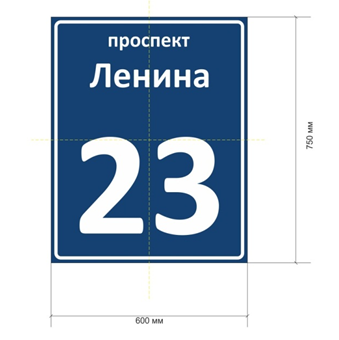 проспект
Ленина
23
750 мм
600 мм